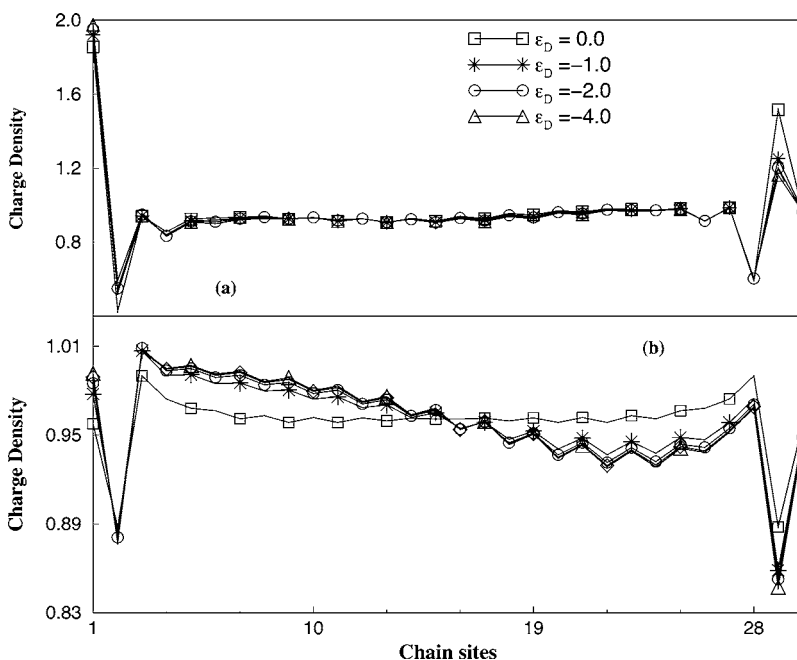 2.0
1.6
1.2
0.8
Charge Density
ε_D = 0.0
ε_D =−1.0
ε_D =−2.0
ε_D =−4.0
(a)
1.01
0.95
0.89
0.83
Charge Density
(b)
1 10 19 28
Chain sites